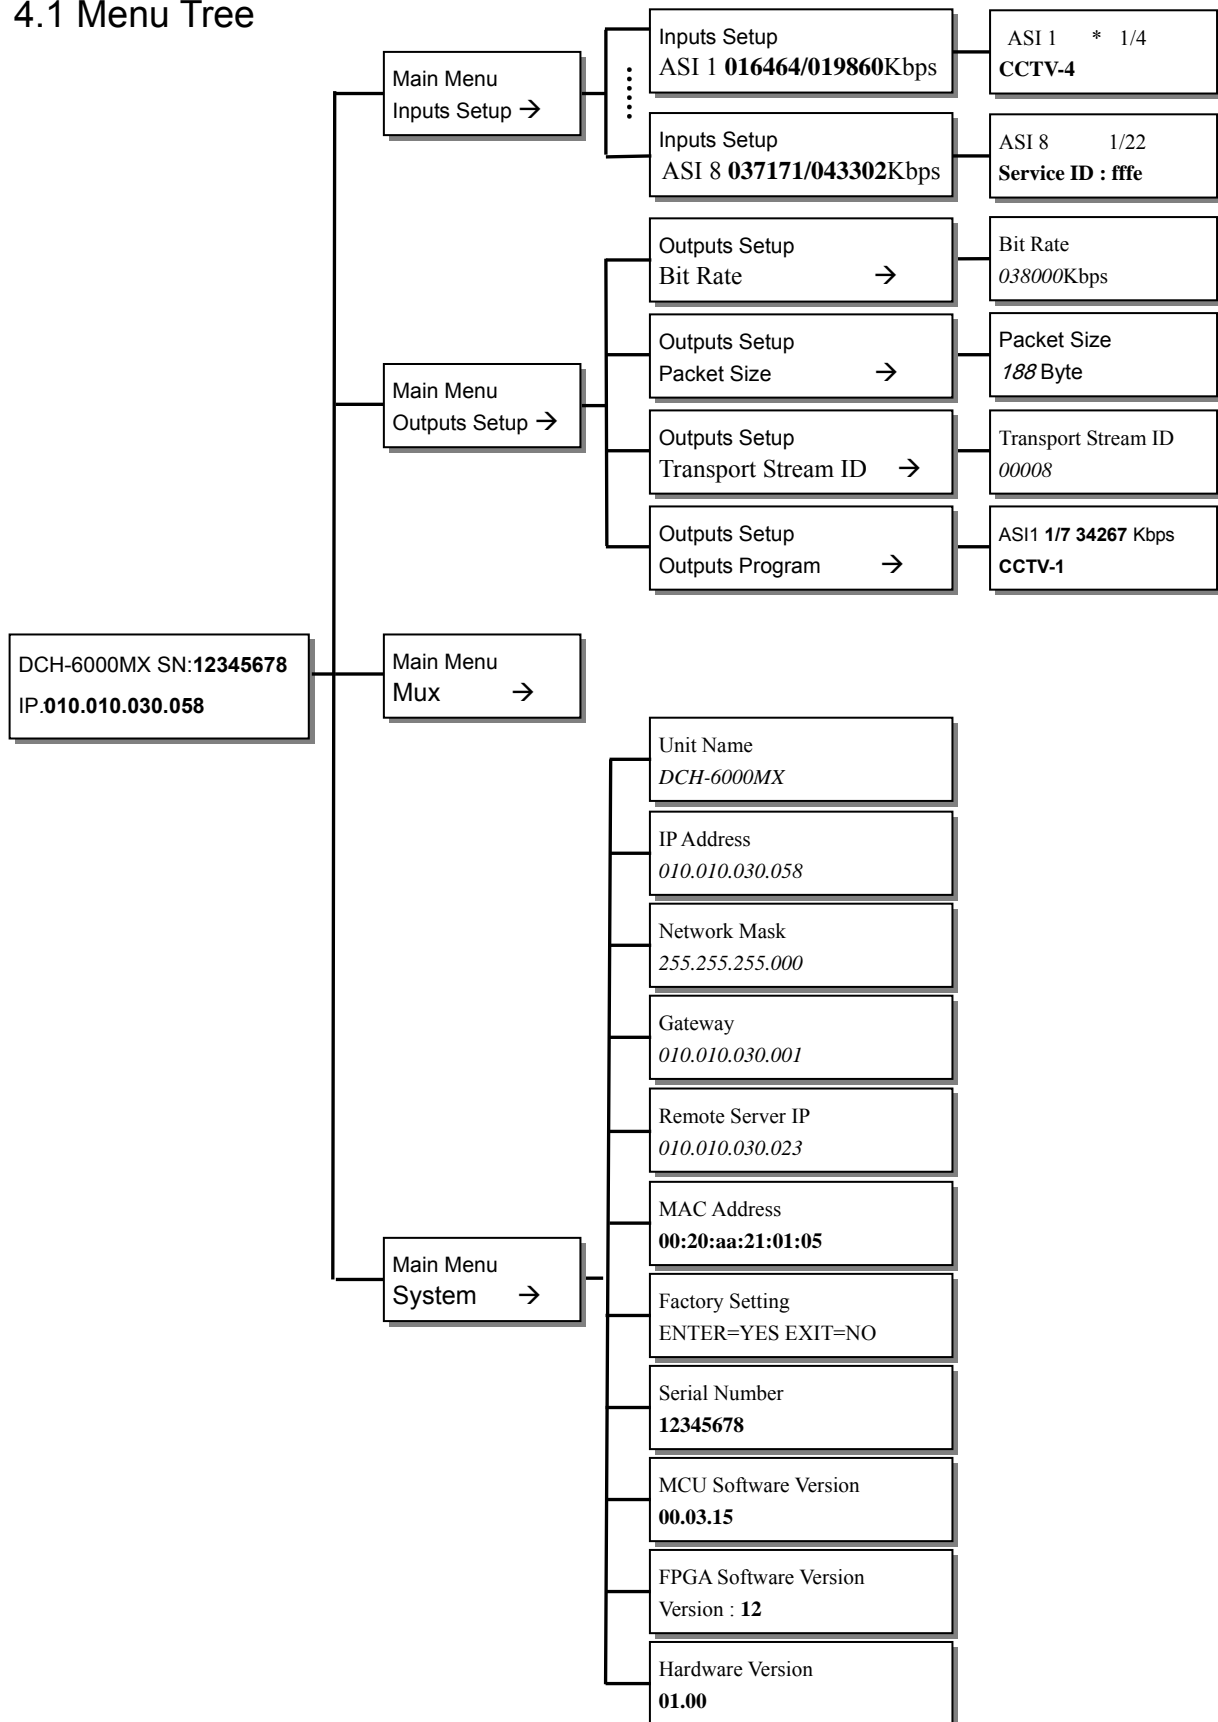 4.1 Menu Tree
Main Menu
Inputs Setup →
Inputs Setup
ASI 1 016464/019860Kbps
ASI 1 * 1/4
CCTV-4
Inputs Setup
ASI 8 037171/043302Kbps
ASI 8 1/22
Service ID : fffe
Main Menu
Outputs Setup →
Outputs Setup
Bit Rate →
Bit Rate
038000Kbps
Outputs Setup
Packet Size →
Packet Size
188 Byte
Outputs Setup
Transport Stream ID →
Transport Stream ID
00008
Outputs Setup
Outputs Program →
ASI1 1/7 34267 Kbps
CCTV-1
DCH-6000MX SN:12345678
IP.010.010.030.058
Main Menu
Mux →
Main Menu
System →
Unit Name
DCH-6000MX
IP Address
010.010.030.058
Network Mask
255.255.255.000
Gateway
010.010.030.001
Remote Server IP
010.010.030.023
MAC Address
00:20:aa:21:01:05
Factory Setting
ENTER=YES EXIT=NO
Serial Number
12345678
MCU Software Version
00.03.15
FPGA Software Version
Version : 12
Hardware Version
01.00